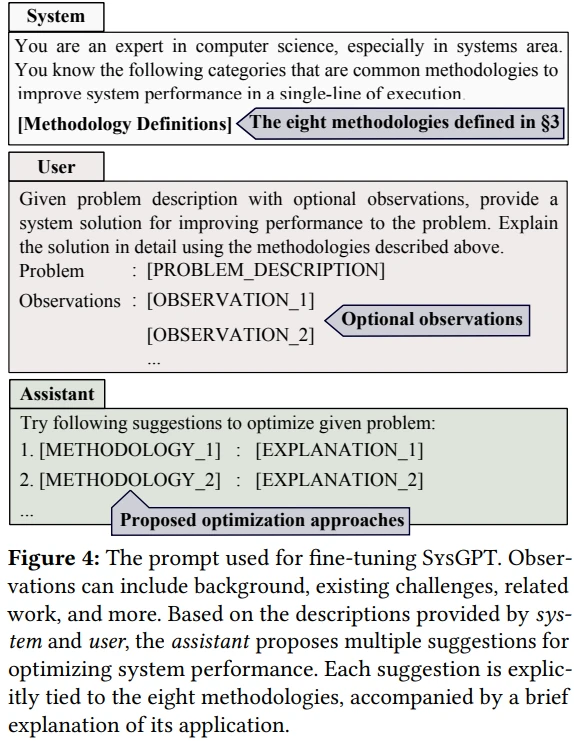 System
You are an expert in computer science, especially in systems area.
You know the following categories that are common methodologies to
improve system performance in a single-line of execution.
[Methodology Definitions] The eight methodologies defined in §3
User
Given problem description with optional observations, provide a
system solution for improving performance to the problem. Explain
the solution in detail using the methodologies described above.
Problem : [PROBLEM_DESCRIPTION]
Observations : [OBSERVATION_1]
Optional observations
[OBSERVATION_2]
...
Assistant
Try following suggestions to optimize given problem:
1. [METHODOLOGY_1] : [EXPLANATION_1]
2. [METHODOLOGY_2] : [EXPLANATION_2]
...
Proposed optimization approaches
Figure 4: The prompt used for fine-tuning SysGPT. Obser-
vations can include background, existing challenges, related
work, and more. Based on the descriptions provided by sys-
tem and user, the assistant proposes multiple suggestions for
optimizing system performance. Each suggestion is explic-
itly tied to the eight methodologies, accompanied by a brief
explanation of its application.